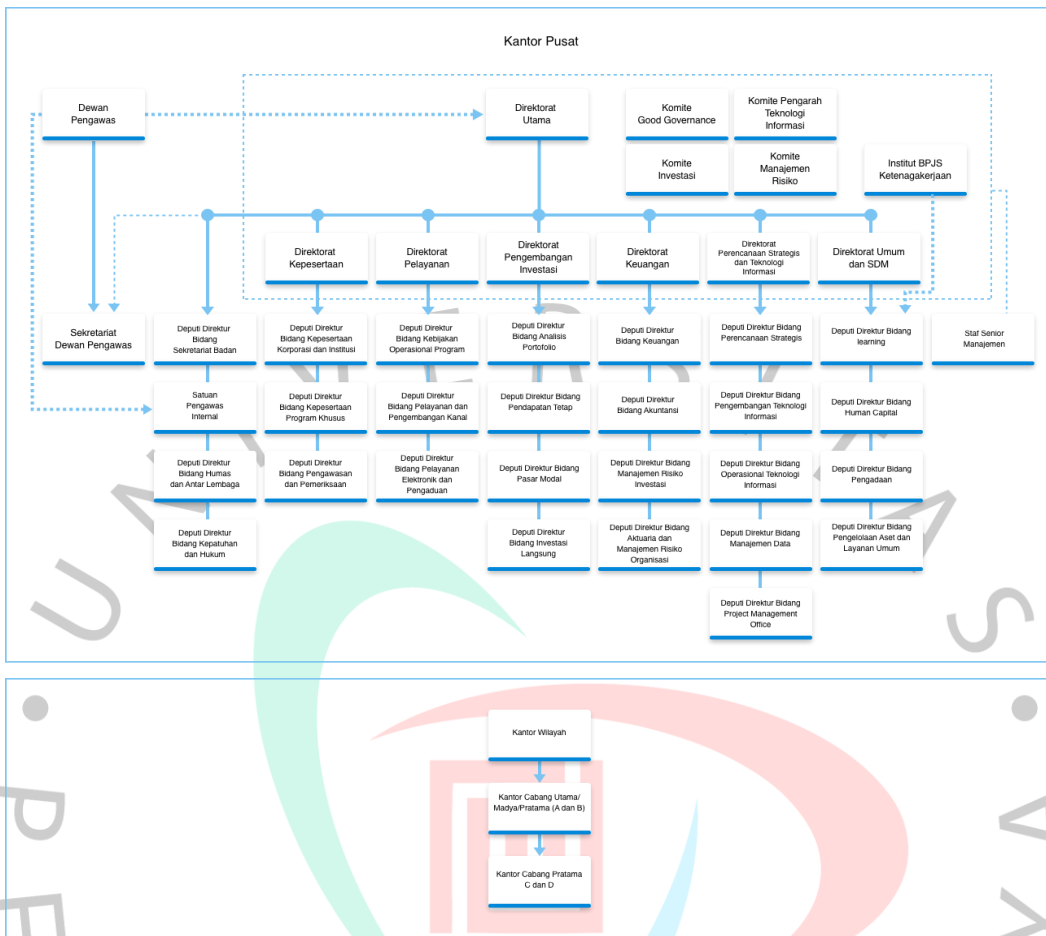 Kantor Pusat
Dewan
Pengawas
Direktorat
Utama
Komite
Good Governance
Komite Pengarah
Teknologi
Informasi
Komite
Investasi
Komite
Manajemen
Risiko
Institut BPJS
Ketenagakerjaan
Direktorat
Kepesertaan
Direktorat
Pelayanan
Direktorat
Pengembangan
Investasi
Direktorat
Keuangan
Direktorat
Perencanaan Strategis
dan Teknologi
Informasi
Direktorat Umum
dan SDM
Sekretariat
Dewan Pengawas
Deputi Direktur
Bidang
Sekretariat Badan
Deputi Direktur
Bidang Kepesertaan
Korporasi dan Institusi
Deputi Direktur
Bidang Kebijakan
Operasional Program
Deputi Direktur
Bidang Analisis
Portofolio
Deputi Direktur
Bidang Keuangan
Deputi Direktur Bidang
Perencanaan Strategis
Deputi Direktur Bidang
learning
Staf Senior
Manajemen
Satuan
Pengawas
Internal
Deputi Direktur
Bidang Kepesertaan
Program Khusus
Deputi Direktur
Bidang Pelayanan dan
Pengembangan Kanal
Deputi Direktur Bidang
Pendapatan Tetap
Deputi Direktur
Bidang Akuntansi
Deputi Direktur Bidang
Pengembangan Teknologi
Informasi
Deputi Direktur Bidang
Human Capital
Deputi Direktur
Bidang Humas
dan Antar Lembaga
Deputi Direktur
Bidang Pengawasan
dan Pemeriksaan
Deputi Direktur
Bidang Pelayanan
Elektronik dan
Pengaduan
Deputi Direktur Bidang
Pasar Modal
Deputi Direktur Bidang
Manajemen Risiko
Investasi
Deputi Direktur Bidang
Operasional Teknologi
Informasi
Deputi Direktur Bidang
Pengadaan
Deputi Direktur
Bidang Kepatuhan
dan Hukum
Deputi Direktur
Bidang Investasi
Langsung
Deputi Direktur Bidang
Aktuaria dan
Manajemen Risiko
Organisasi
Deputi Direktur Bidang
Manajemen Data
Deputi Direktur Bidang
Pengelolaan Aset dan
Layanan Umum
Deputi Direktur Bidang
Project Management
Office
Kantor Wilayah
Kantor Cabang Utama/
Madya/Pratama (A dan B)
Kantor Cabang Pratama
C dan D